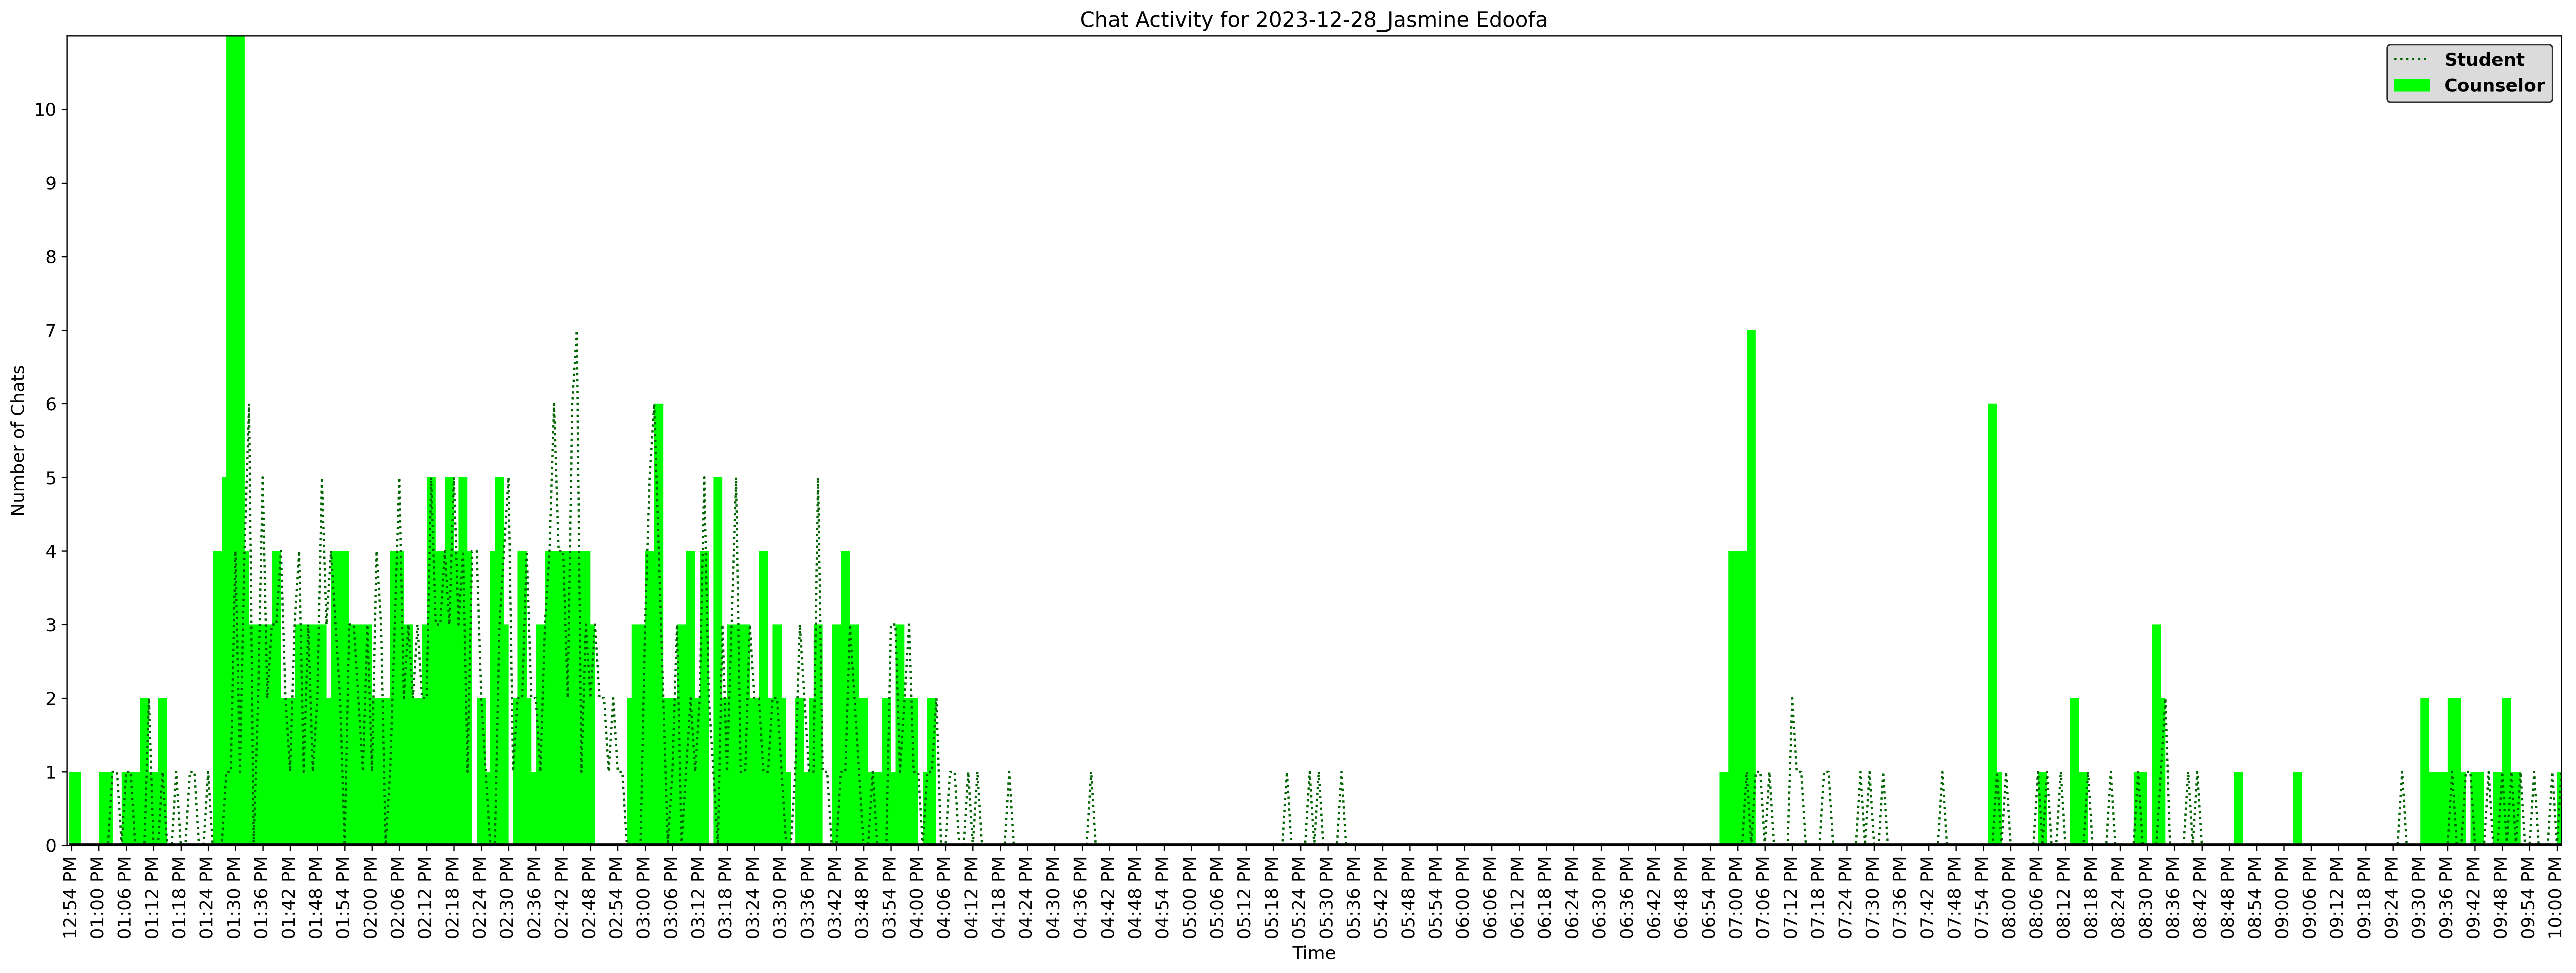 Chat Activity for 2023-12-28_Jasmine Edoofa
Student
Counselor
Number of Chats
10
9
8
7
6
5
4
3
2
1
0
12:54 PM
01:00 PM
01:06 PM
01:12 PM
01:18 PM
01:24 PM
01:30 PM
01:36 PM
01:42 PM
01:48 PM
01:54 PM
02:00 PM
02:06 PM
02:12 PM
02:18 PM
02:24 PM
02:30 PM
02:36 PM
02:42 PM
02:48 PM
02:54 PM
03:00 PM
03:06 PM
03:12 PM
03:18 PM
03:24 PM
03:30 PM
03:36 PM
03:42 PM
03:48 PM
03:54 PM
04:00 PM
04:06 PM
04:12 PM
04:18 PM
04:24 PM
04:30 PM
04:36 PM
04:42 PM
04:48 PM
04:54 PM
05:00 PM
05:06 PM
05:12 PM
05:18 PM
05:24 PM
05:30 PM
05:36 PM
05:42 PM
05:48 PM
05:54 PM
06:00 PM
06:06 PM
06:12 PM
06:18 PM
06:24 PM
06:30 PM
06:36 PM
06:42 PM
06:48 PM
06:54 PM
07:00 PM
07:06 PM
07:12 PM
07:18 PM
07:24 PM
07:30 PM
07:36 PM
07:42 PM
07:48 PM
07:54 PM
08:00 PM
08:06 PM
08:12 PM
08:18 PM
08:24 PM
08:30 PM
08:36 PM
08:42 PM
08:48 PM
08:54 PM
09:00 PM
09:06 PM
09:12 PM
09:18 PM
09:24 PM
09:30 PM
09:36 PM
09:42 PM
09:48 PM
09:54 PM
10:00 PM
Time